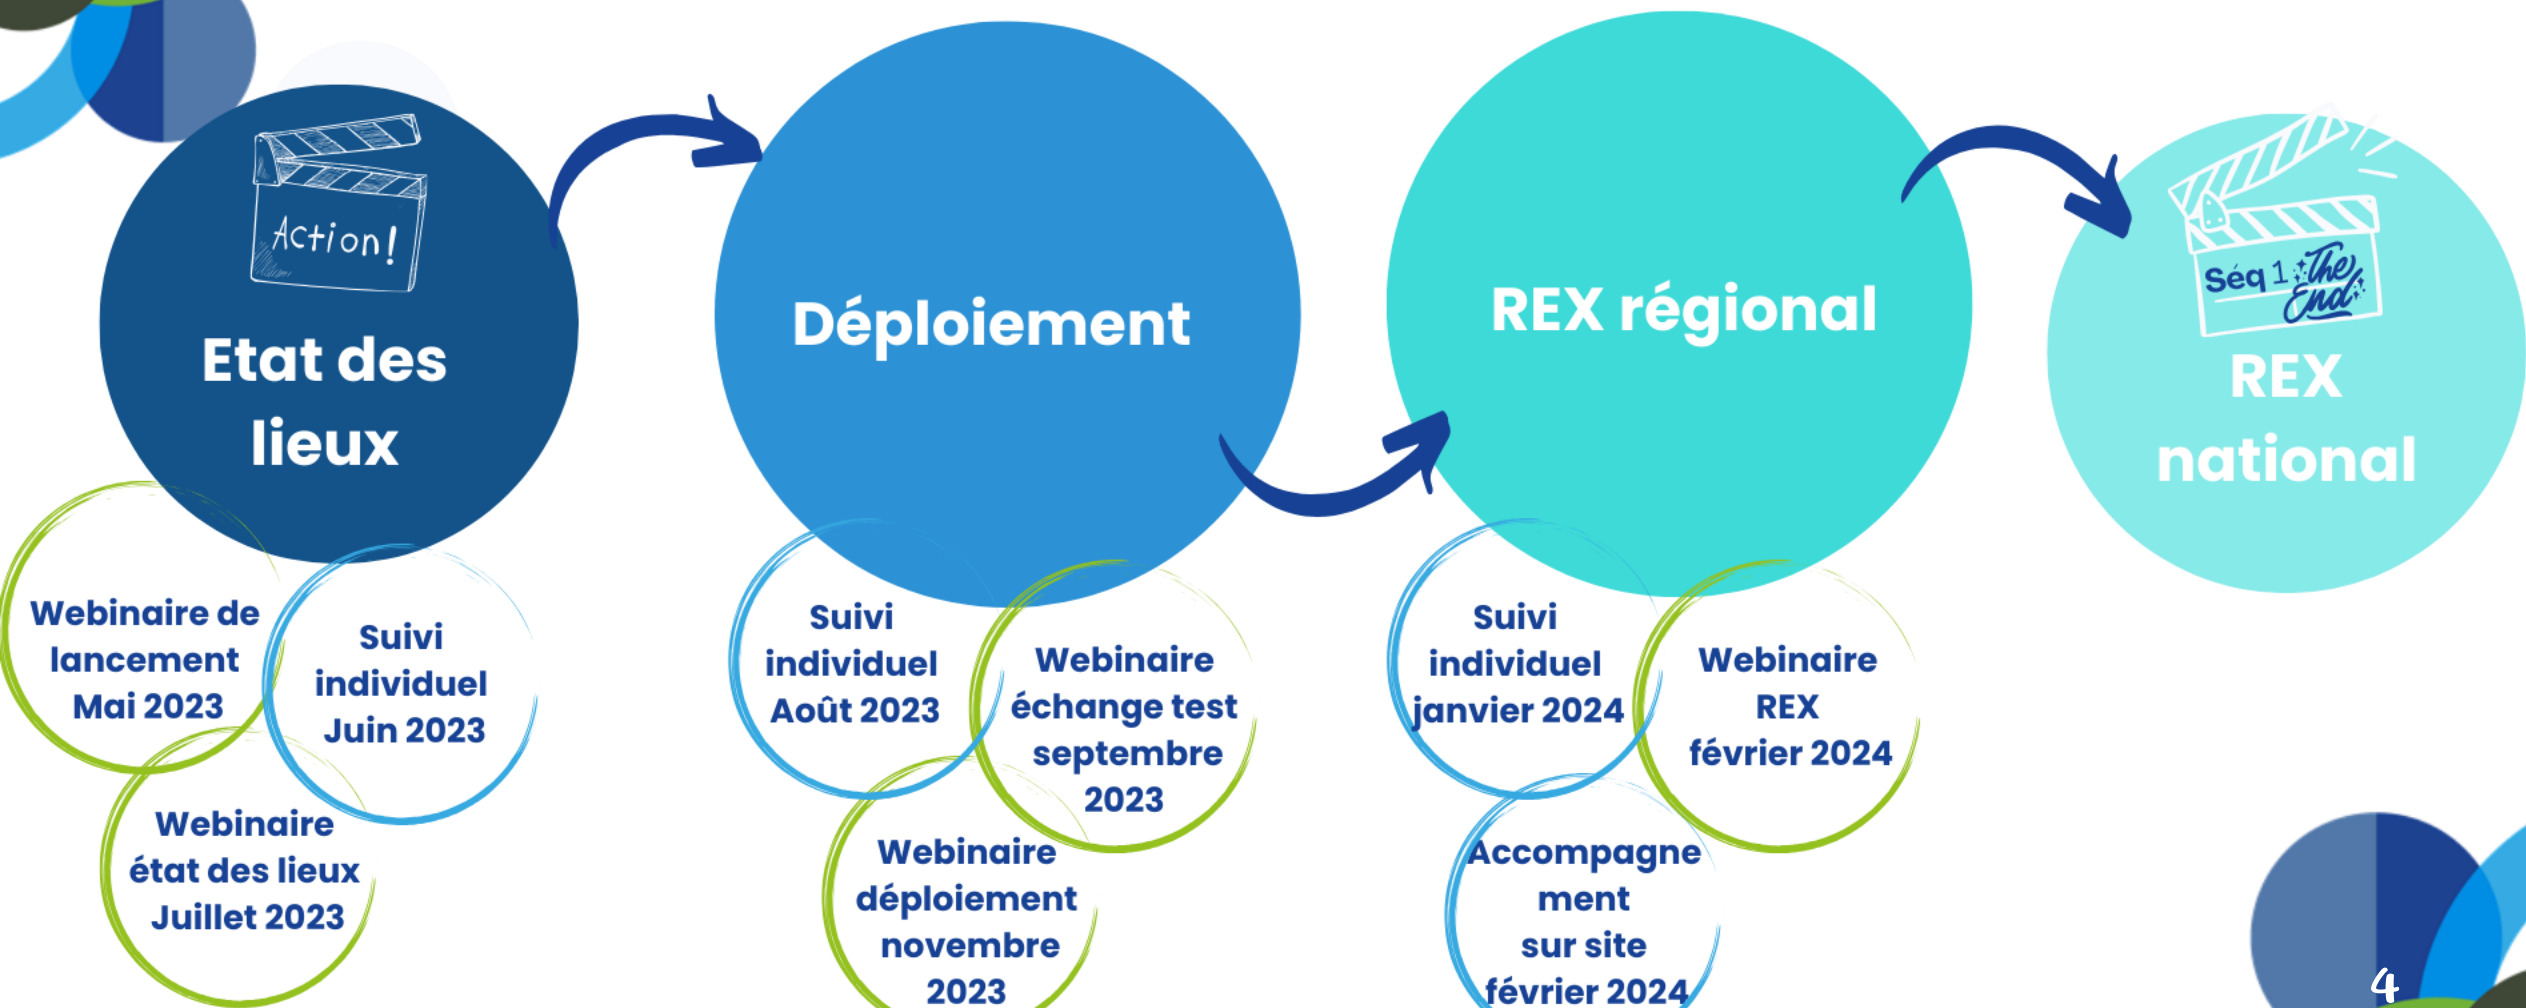 Action!
Etat des
lieux
Webinaire de
lancement
Mai 2023
Suivi
individuel
Juin 2023
Webinaire
état des lieux
Juillet 2023
Déploiement
Suivi
individuel
Août 2023
Webinaire
échange test
septembre
2023
Webinaire
déploiement
novembre
2023
REX régional
Suivi
individuel
janvier 2024
Webinaire
REX
février 2024
Accompagne
ment
sur site
février 2024
Séq 1 The
End
REX
national
4